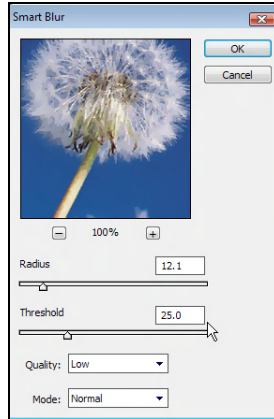 Smart Blur
OK
Cancel
100%
Radius 12.1
Threshold 25.0
Quality: Low
Mode: Normal